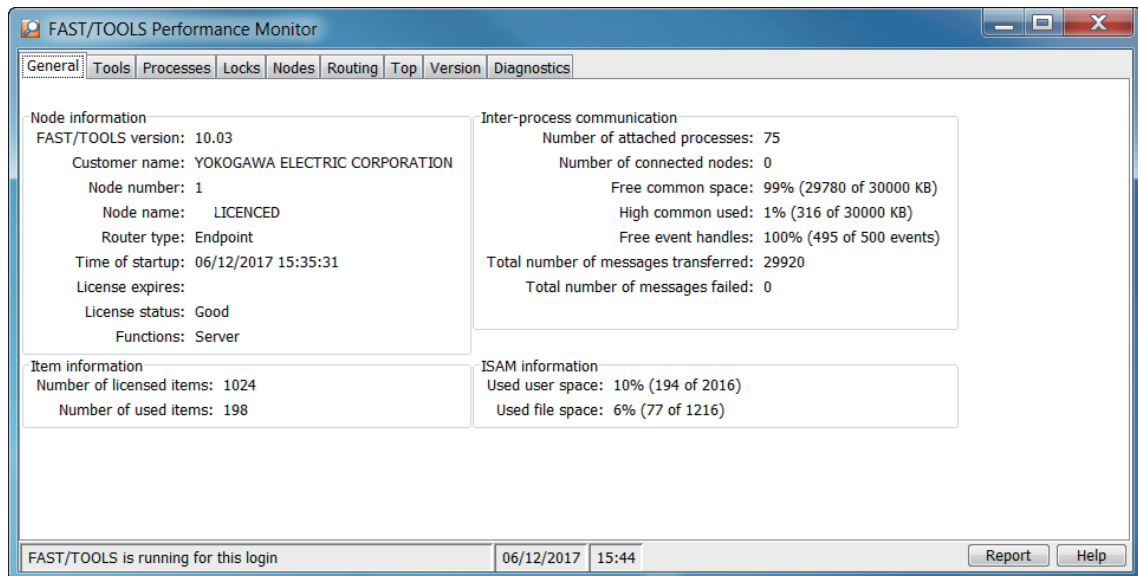 FAST/TOOLS Performance Monitor
General Tools Processes Locks Nodes Routing Top Version Diagnostics
Node information
FAST/TOOLS version: 10.03
Customer name: YOKOGAWA ELECTRIC CORPORATION
Node number: 1
Node name: LICENCED
Router type: Endpoint
Time of startup: 06/12/2017 15:35:31
License expires:
License status: Good
Functions: Server
Inter-process communication
Number of attached processes: 75
Number of connected nodes: 0
Free common space: 99% (29780 of 30000 KB)
High common used: 1% (316 of 30000 KB)
Free event handles: 100% (495 of 500 events)
Total number of messages transferred: 29920
Total number of messages failed: 0
Item information
Number of licensed items: 1024
Number of used items: 198
ISAM information
Used user space: 10% (194 of 2016)
Used file space: 6% (77 of 1216)
FAST/TOOLS is running for this login 06/12/2017 15:44 Report Help